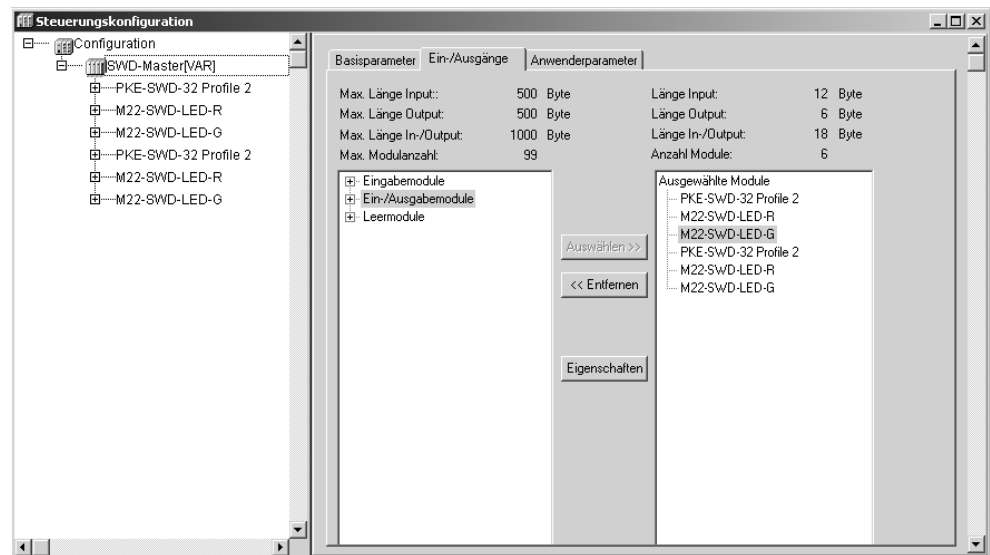 Steuerungskonfiguration
Configuration
SWD-Master[VAR]
PKE-SWD-32 Profile 2
M22-SWD-LED-R
M22-SWD-LED-G
PKE-SWD-32 Profile 2
M22-SWD-LED-R
M22-SWD-LED-G
Basisparameter Ein-/Ausgänge Anwenderparameter
Max. Länge Input:: 500 Byte Länge Input: 12 Byte
Max. Länge Output: 500 Byte Länge Output: 6 Byte
Max. Länge In-/Output: 1000 Byte Länge In-/Output: 18 Byte
Max. Modulanzahl: 99 Anzahl Module: 6
Eingabemodule
Ein-/Ausgabemodule
Leermodule
Auswählen >>
<< Entfernen
Eigenschaften
Ausgewählte Module
PKE-SWD-32 Profile 2
M22-SWD-LED-R
M22-SWD-LED-G
PKE-SWD-32 Profile 2
M22-SWD-LED-R
M22-SWD-LED-G